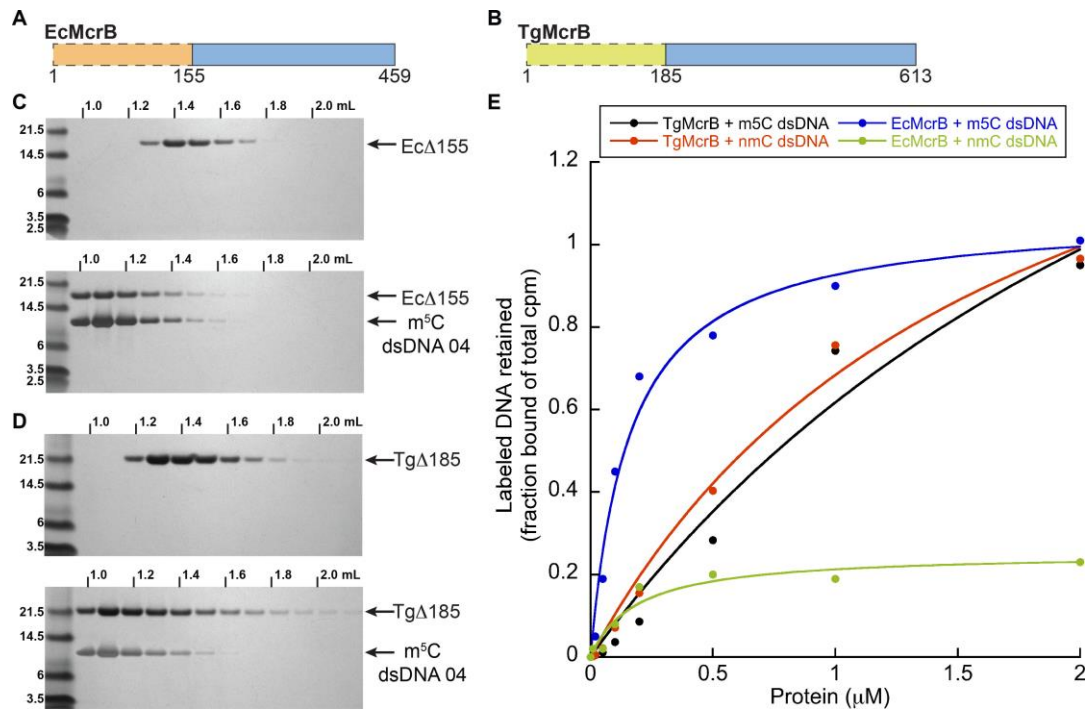 A
EcMcrB
1 155 459
B
TgMcrB
1 185 613
C
1.0 1.2 1.4 1.6 1.8 2.0 mL
21.5
14.5
6
3.5
2.5
EcΔ155
1.0 1.2 1.4 1.6 1.8 2.0 mL
21.5
14.5
6
3.5
2.5
EcΔ155
m⁵C
dsDNA 04
D
1.0 1.2 1.4 1.6 1.8 2.0 mL
21.5
14.5
6
3.5
TgΔ185
1.0 1.2 1.4 1.6 1.8 2.0 mL
21.5
14.5
6
3.5
TgΔ185
m⁵C
dsDNA 04
E
TgMcrB + m5C dsDNA EcMcrB + m5C dsDNA
TgMcrB + nmC dsDNA EcMcrB + nmC dsDNA
Labeled DNA retained
(fraction bound of total cpm)
1.2
1
0.8
0.6
0.4
0.2
0
0 0.5 1 1.5 2
Protein (μM)